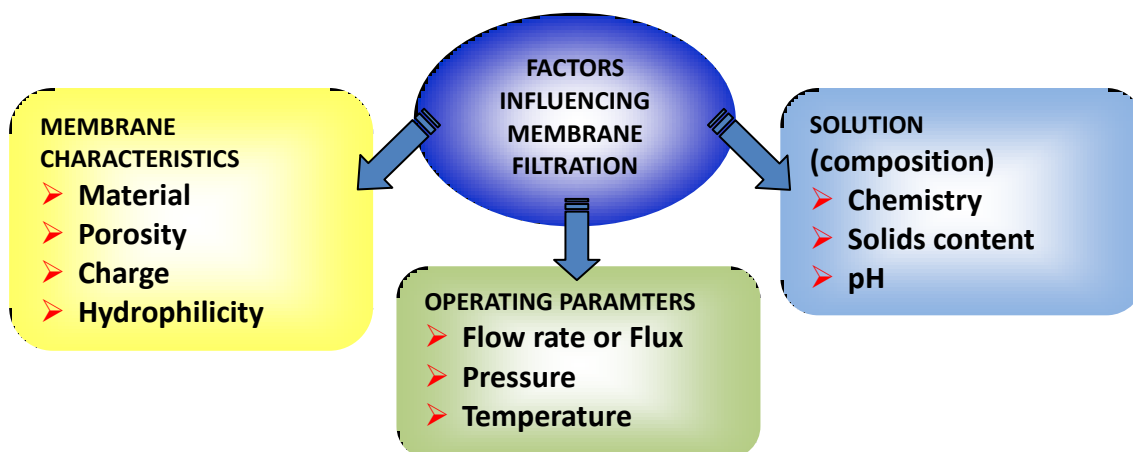 FACTORS
INFLUENCING
MEMBRANE
FILTRATION
MEMBRANE
CHARACTERISTICS
Material
Porosity
Charge
Hydrophilicity
OPERATING PARAMTERS
Flow rate or Flux
Pressure
Temperature
SOLUTION
(composition)
Chemistry
Solids content
pH